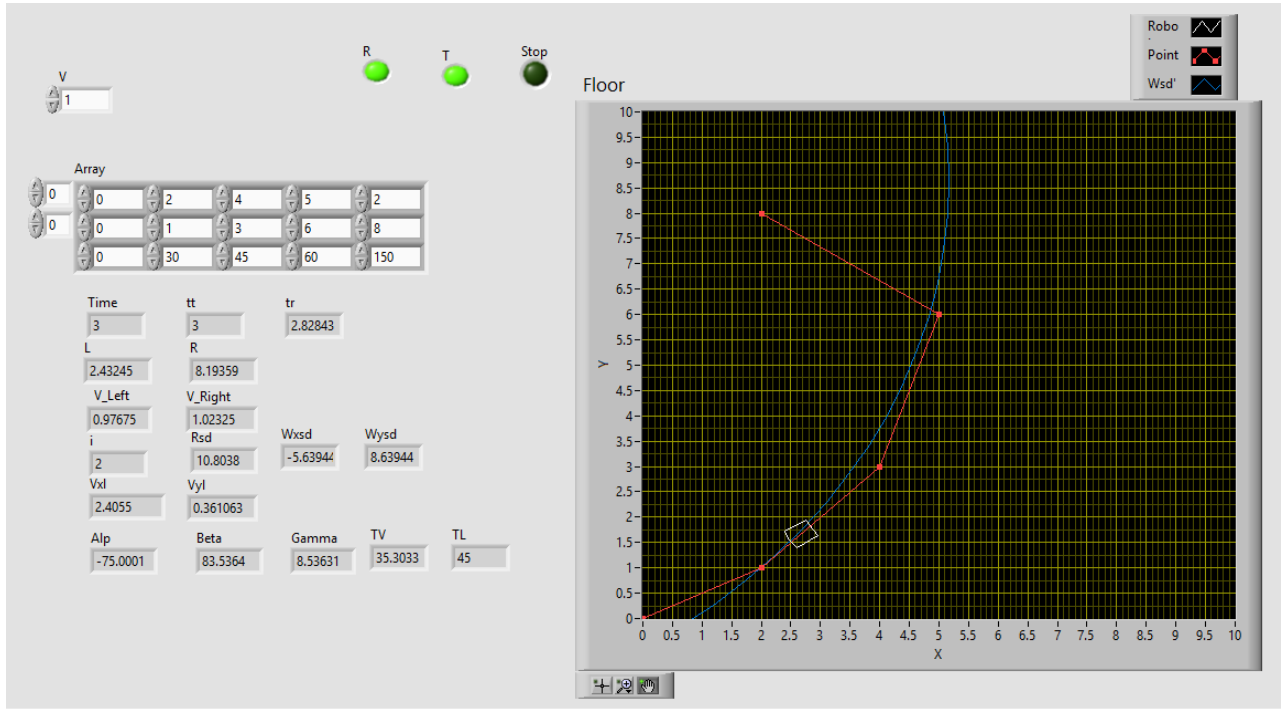 R T Stop
V
1
Array
0 0 2 4 5 2
0 0 1 3 6 8
0 30 45 60 150
Time tt tr
3 3 2.82843
L R
2.43245 8.19359
V_Left V_Right
0.97675 1.02325
i Rsd Wxsd Wysd
2 10.8038 -5.63944 8.63944
Vxl Vyl
2.4055 0.361063
Alp Beta Gamma TV TL
-75.0001 83.5364 8.53631 35.3033 45
Robo
Point
Wsd'
Floor
10
9.5
9
8.5
8
7.5
7
6.5
6
5.5
5
4.5
4
3.5
3
2.5
2
1.5
1
0.5
0
Y
0 0.5 1 1.5 2 2.5 3 3.5 4 4.5 5 5.5 6 6.5 7 7.5 8 8.5 9 9.5 10
X